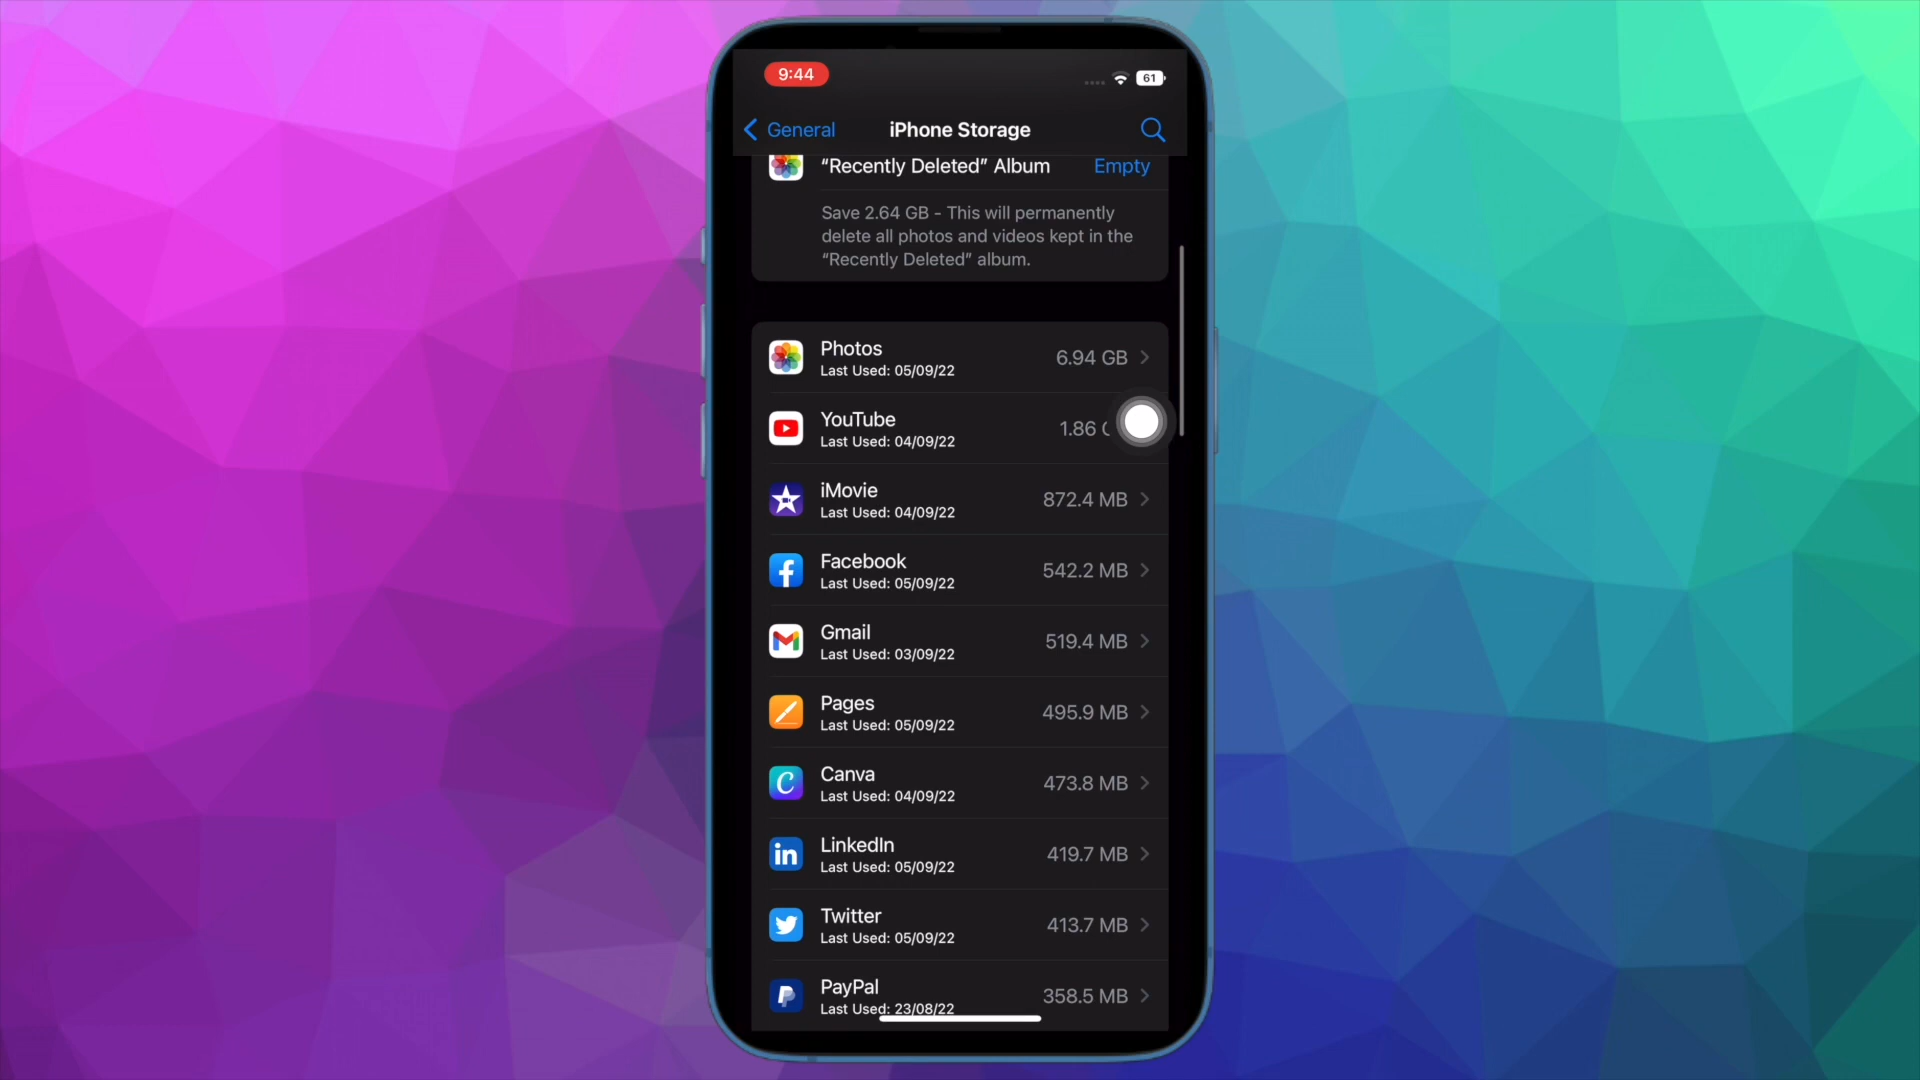 9:44
61
General
iPhone Storage
“Recently Deleted” Album
Empty
Save 2.64 GB - This will permanently
delete all photos and videos kept in the
“Recently Deleted” album.
Photos
Last Used: 05/09/22
6.94 GB
YouTube
Last Used: 04/09/22
1.86
iMovie
Last Used: 04/09/22
872.4 MB
Facebook
Last Used: 05/09/22
542.2 MB
Gmail
Last Used: 03/09/22
519.4 MB
Pages
Last Used: 05/09/22
495.9 MB
Canva
Last Used: 04/09/22
473.8 MB
LinkedIn
Last Used: 05/09/22
419.7 MB
Twitter
Last Used: 05/09/22
413.7 MB
PayPal
Last Used: 23/08/22
358.5 MB